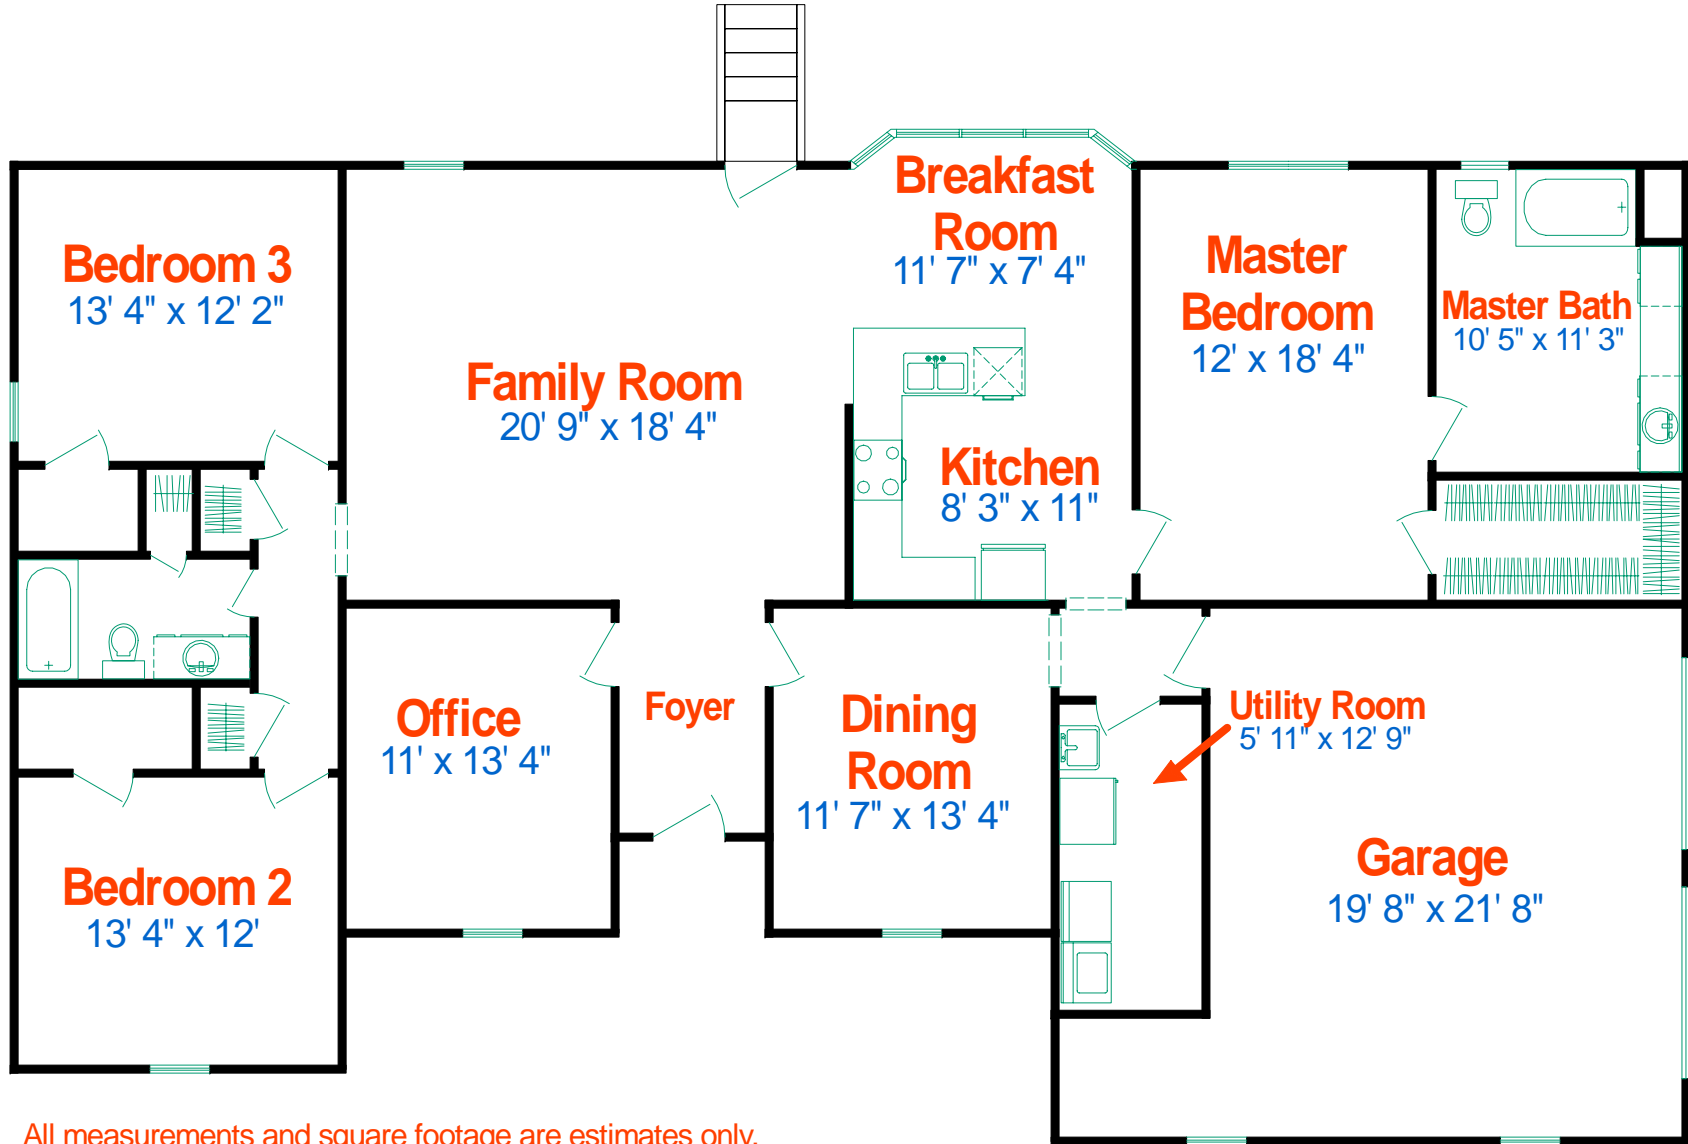 Breakfast
Room
11' 7" x 7' 4"
Bedroom 3
13' 4" x 12' 2"
Master
Bedroom
12' x 18' 4"
Master Bath
10' 5" x 11' 3"
Family Room
20' 9" x 18' 4"
Kitchen
8' 3" x 11"
Office
11' x 13' 4"
Foyer
Dining
Room
11' 7" x 13' 4"
Utility Room
5' 11" x 12' 9"
Bedroom 2
13' 4" x 12'
Garage
19' 8" x 21' 8"
All measurements and square footage are estimates only.